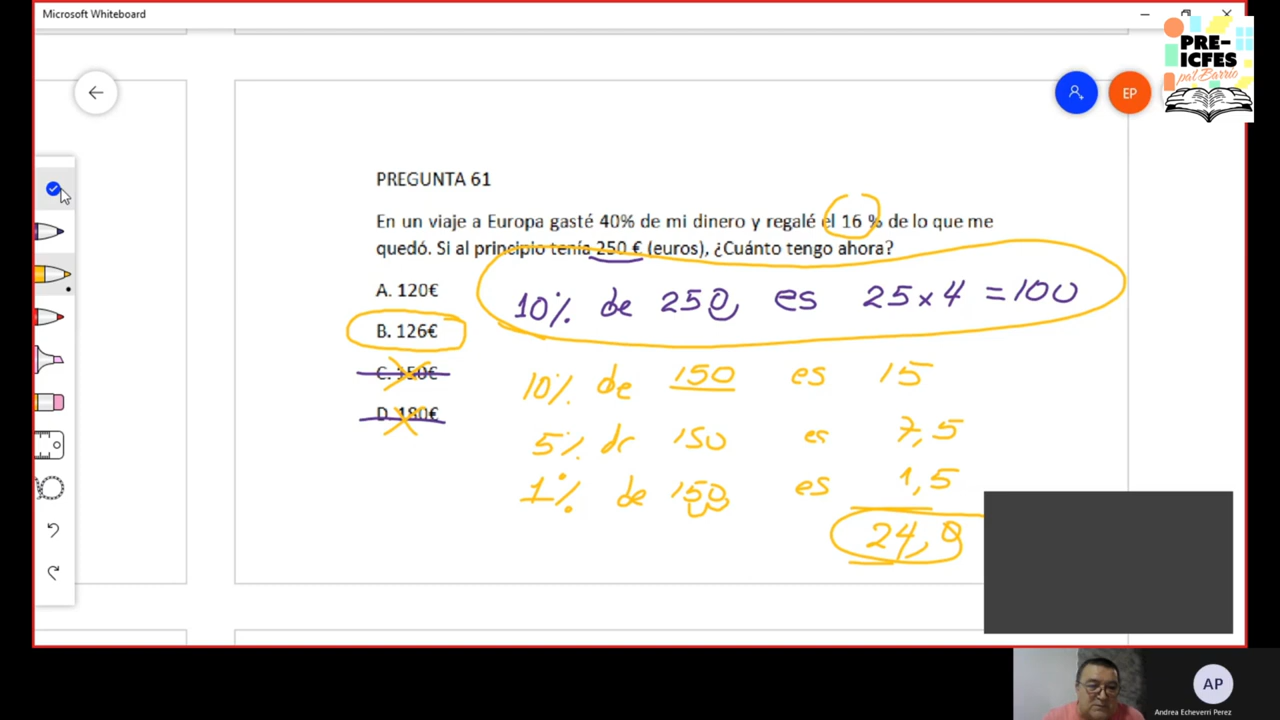 Microsoft Whiteboard
PRE-
ICFES
pa'l Barrio
EP
PREGUNTA 61
En un viaje a Europa gasté 40% de mi dinero y regalé el 16 % de lo que me
quedó. Si al principio tenía 250 € (euros), ¿Cuánto tengo ahora?
A. 120€
B. 126€
C. 150€
D. 180€
10% de 250 es 25 x 4 = 100
10% de 150 es 15
5% de 150 es 7,5
1% de 150 es 1,5
24,0
AP
Andrea Echeverri Perez